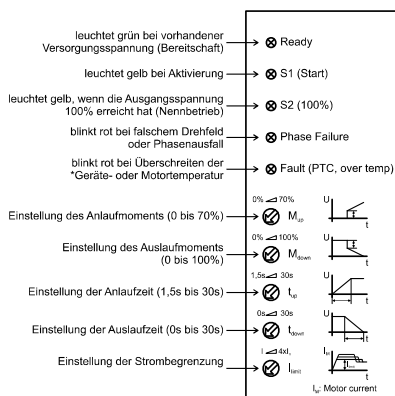 leuchtet grün bei vorhandener
Versorgungsspannung (Bereitschaft)
Ready
leuchtet gelb bei Aktivierung
S1 (Start)
leuchtet gelb, wenn die Ausgangsspannung
100% erreicht hat (Nennbetrieb)
S2 (100%)
blinkt rot bei falschem Drehfeld
oder Phasenausfall
Phase Failure
blinkt rot bei Überschreiten der
*Geräte- oder Motortemperatur
Fault (PTC, over temp)
0% 70%
U
Einstellung des Anlaufmoments (0 bis 70%)
Mup
t
0% 100%
U
Einstellung des Auslaufmoments
(0 bis 100%)
Mdown
t
1,5s 30s
U
Einstellung der Anlaufzeit (1,5s bis 30s)
tup
t
0s 30s
U
Einstellung der Auslaufzeit (0s bis 30s)
tdown
t
Einstellung der Strombegrenzung
Ilimit
t
: Motor current